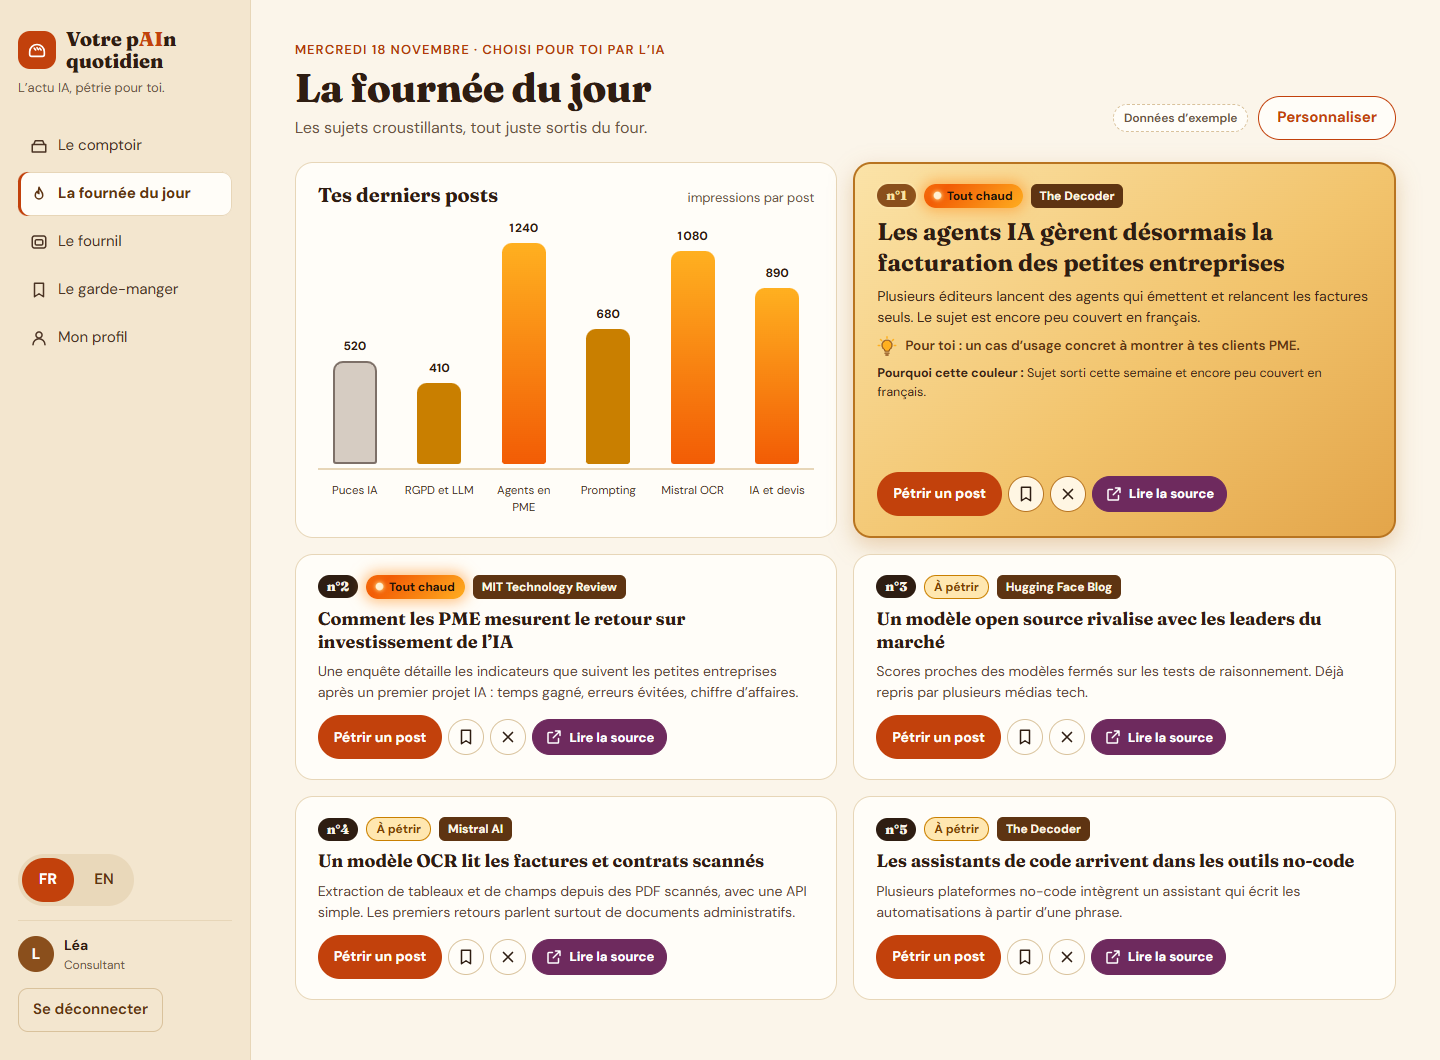 Votre pAIn
quotidien
L’actu IA, pétrie pour toi.
Le comptoir
La fournée du jour
Le fournil
Le garde-manger
Mon profil
FR
EN
L
Léa
Consultant
Se déconnecter
MERCREDI 18 NOVEMBRE · CHOISI POUR TOI PAR L’IA
La fournée du jour
Les sujets croustillants, tout juste sortis du four.
Données d’exemple
Personnaliser
Tes derniers posts
impressions par post
520
410
1 240
680
1 080
890
Puces IA
RGPD et LLM
Agents en
PME
Prompting
Mistral OCR
IA et devis
n°1
Tout chaud
The Decoder
Les agents IA gèrent désormais la
facturation des petites entreprises
Plusieurs éditeurs lancent des agents qui émettent et relancent les factures
seuls. Le sujet est encore peu couvert en français.
Pour toi : un cas d’usage concret à montrer à tes clients PME.
Pourquoi cette couleur : Sujet sorti cette semaine et encore peu couvert en
français.
Pétrir un post
Lire la source
n°2
Tout chaud
MIT Technology Review
Comment les PME mesurent le retour sur
investissement de l’IA
Une enquête détaille les indicateurs que suivent les petites entreprises
après un premier projet IA : temps gagné, erreurs évitées, chiffre d’affaires.
Pétrir un post
Lire la source
n°3
À pétrir
Hugging Face Blog
Un modèle open source rivalise avec les leaders du
marché
Scores proches des modèles fermés sur les tests de raisonnement. Déjà
repris par plusieurs médias tech.
Pétrir un post
Lire la source
n°4
À pétrir
Mistral AI
Un modèle OCR lit les factures et contrats scannés
Extraction de tableaux et de champs depuis des PDF scannés, avec une API
simple. Les premiers retours parlent surtout de documents administratifs.
Pétrir un post
Lire la source
n°5
À pétrir
The Decoder
Les assistants de code arrivent dans les outils no-code
Plusieurs plateformes no-code intègrent un assistant qui écrit les
automatisations à partir d’une phrase.
Pétrir un post
Lire la source